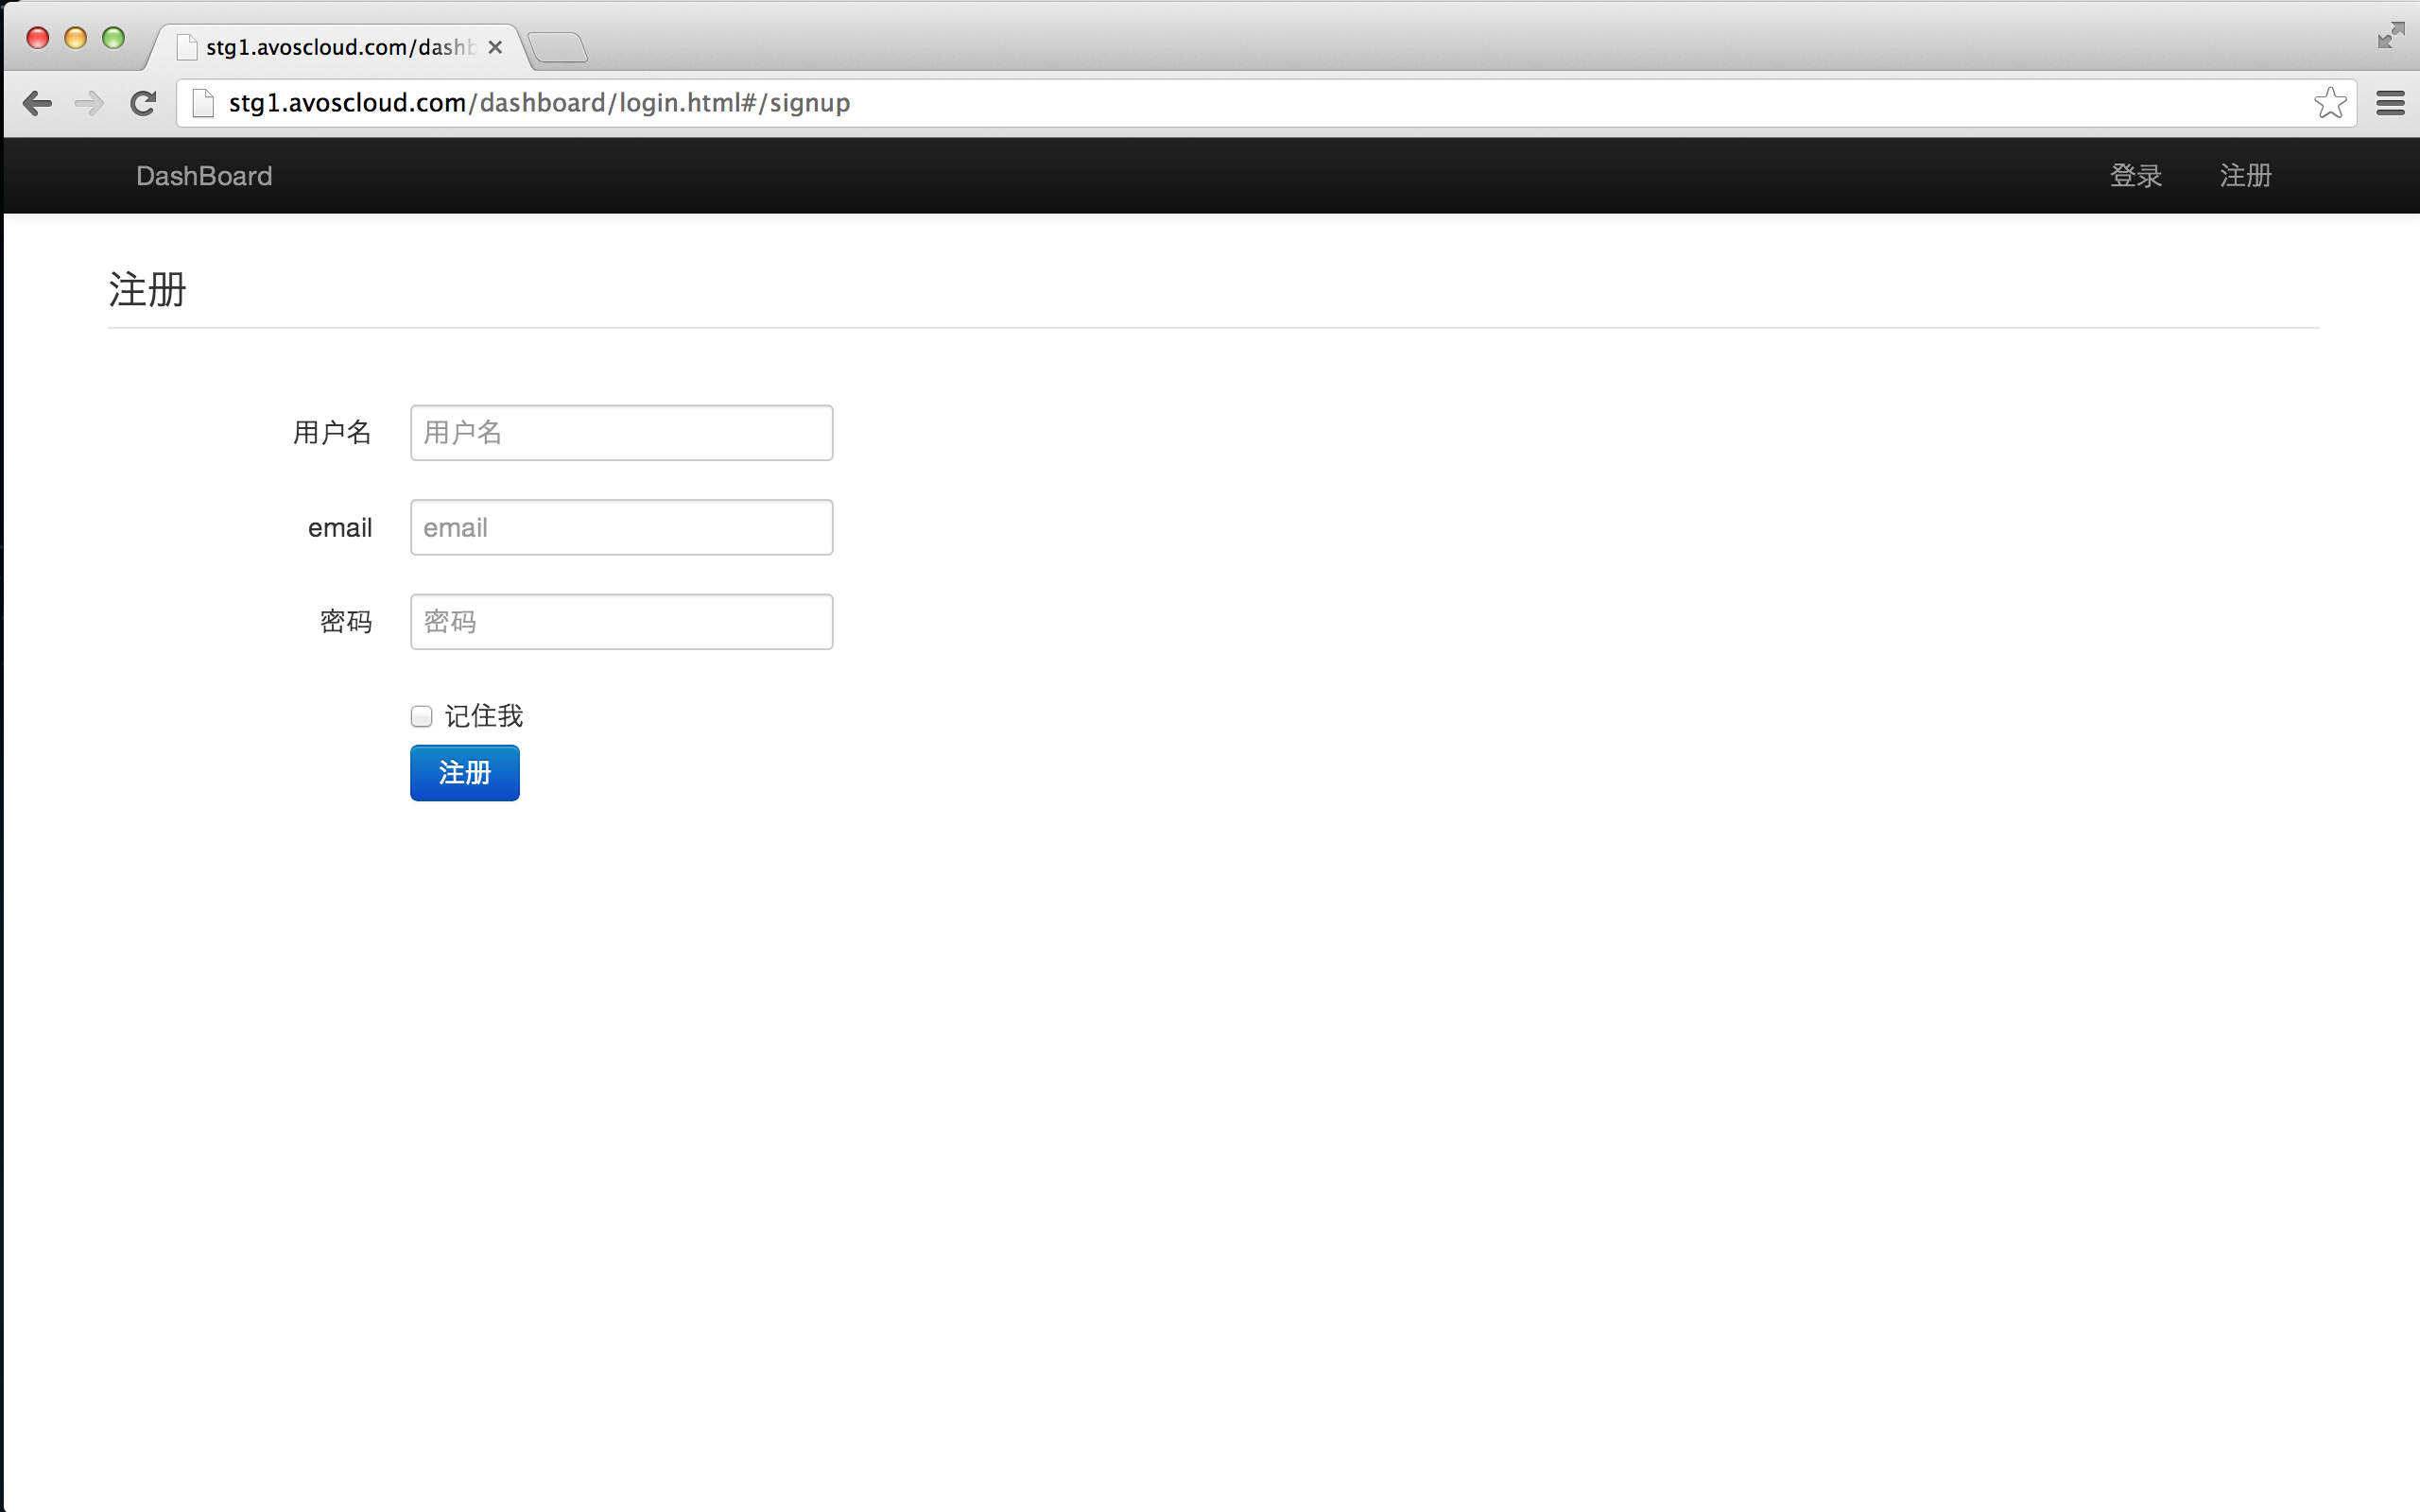 stg1.avoscloud.com/dashb
stg1.avoscloud.com/dashboard/login.html#/signup
DashBoard 登录 注册
注册
用户名 用户名
email email
密码 密码
记住我
注册